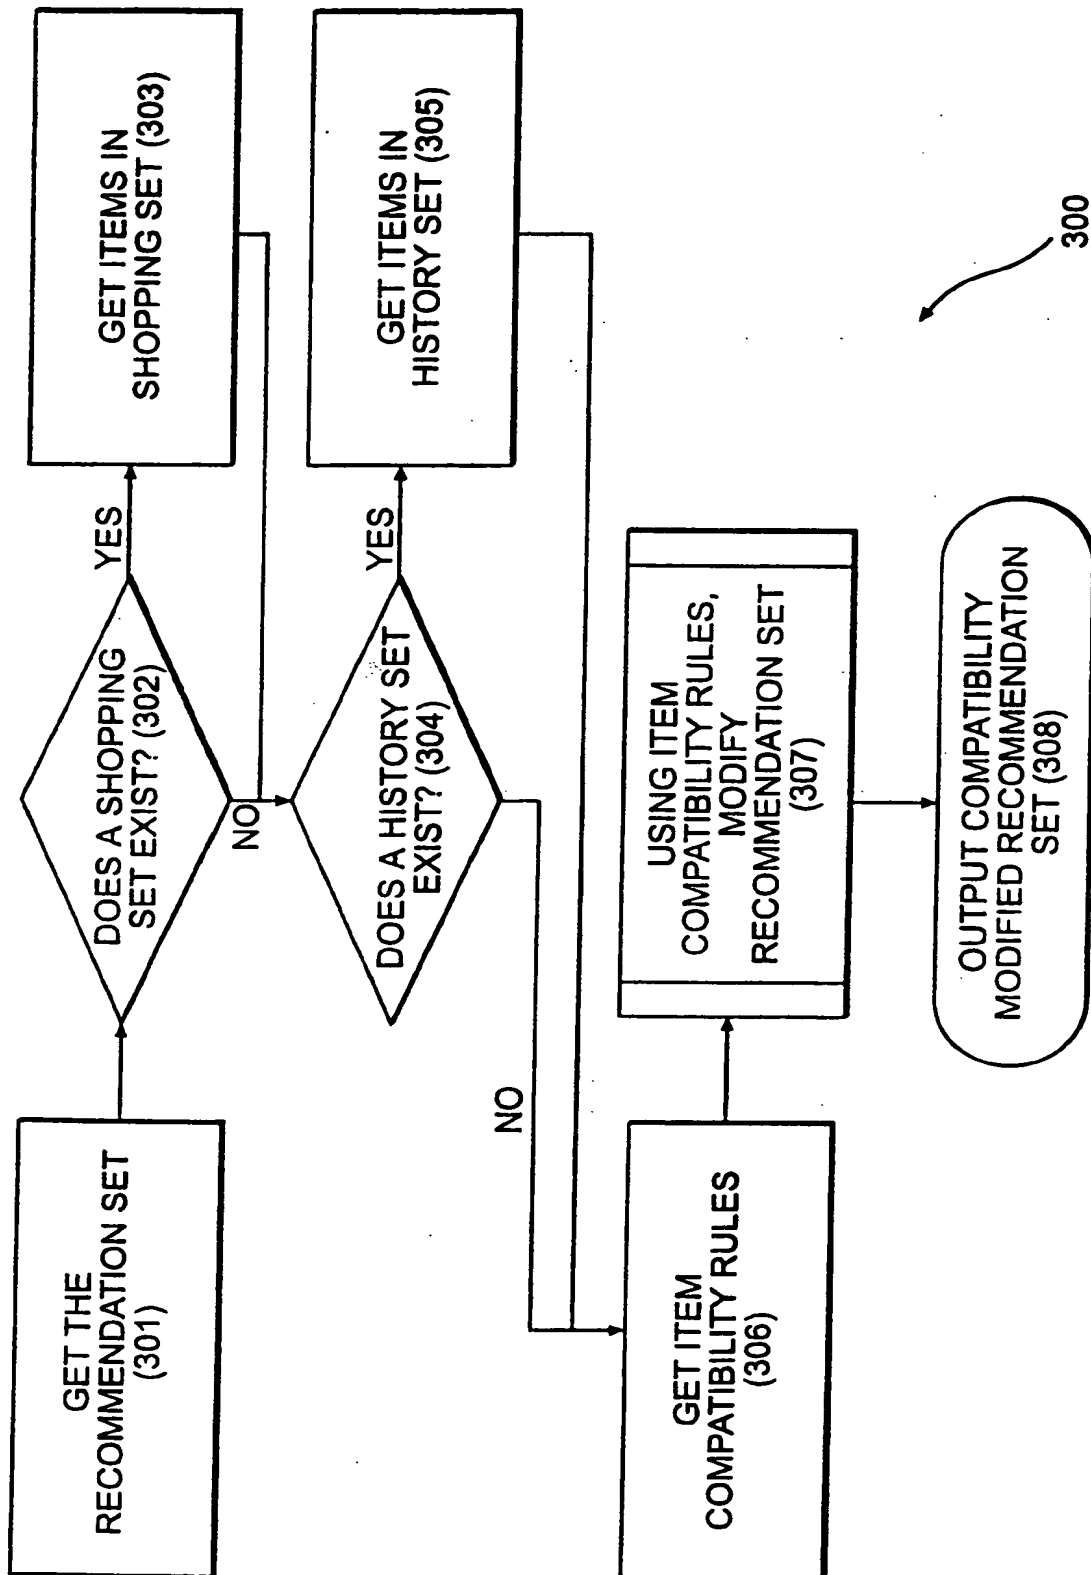 GET THE
RECOMMENDATION SET
(301)
DOES A SHOPPING
SET EXIST? (302)
YES
GET ITEMS IN
SHOPPING SET (303)
NO
DOES A HISTORY SET
EXIST? (304)
YES
GET ITEMS IN
HISTORY SET (305)
NO
GET ITEM
COMPATIBILITY RULES
(306)
USING ITEM
COMPATIBILITY RULES,
MODIFY
RECOMMENDATION SET
(307)
OUTPUT COMPATIBILITY
MODIFIED RECOMMENDATION
SET (308)
300